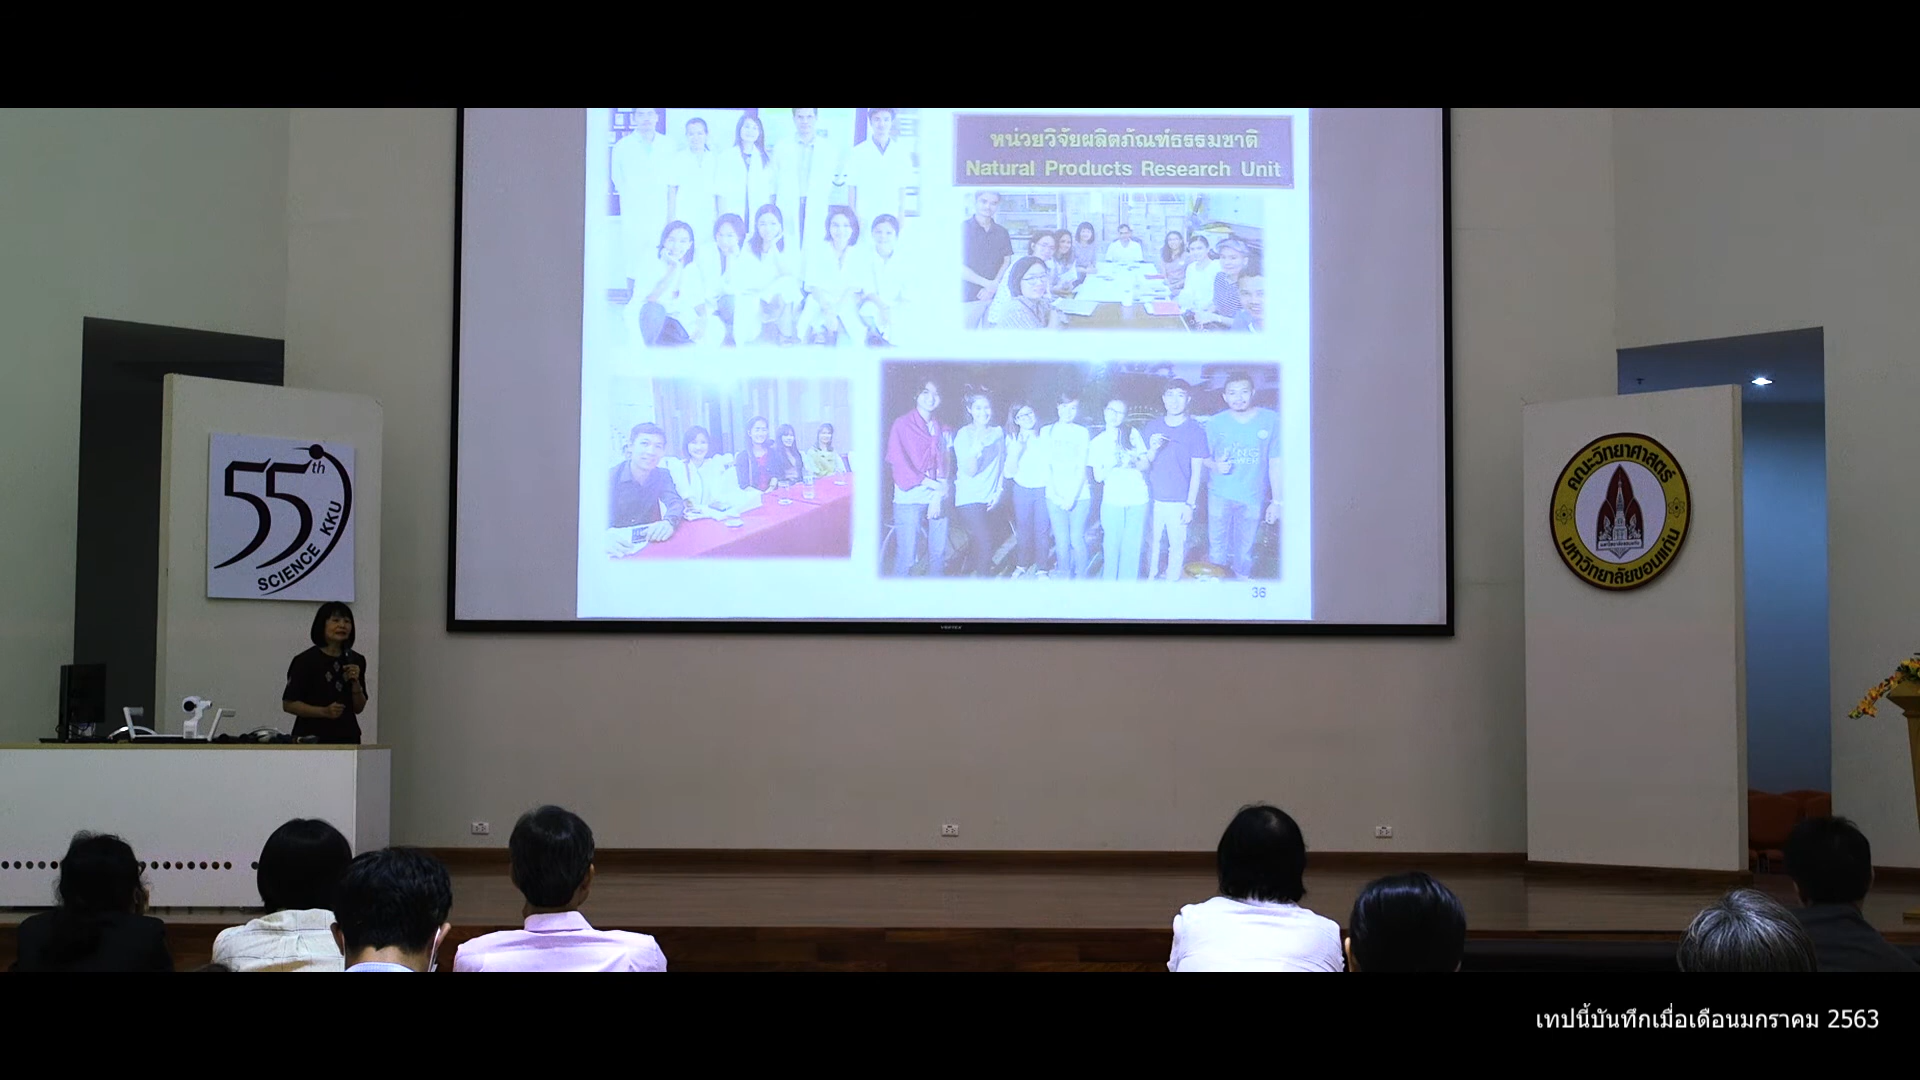 หน่วยวิจัยผลิตภัณฑ์ธรรมชาติ
Natural Products Research Unit
55th
SCIENCE KKU
คณะวิทยาศาสตร์
มหาวิทยาลัยขอนแก่น
36
เทปนี้บันทึกเมื่อเดือนมกราคม 2563